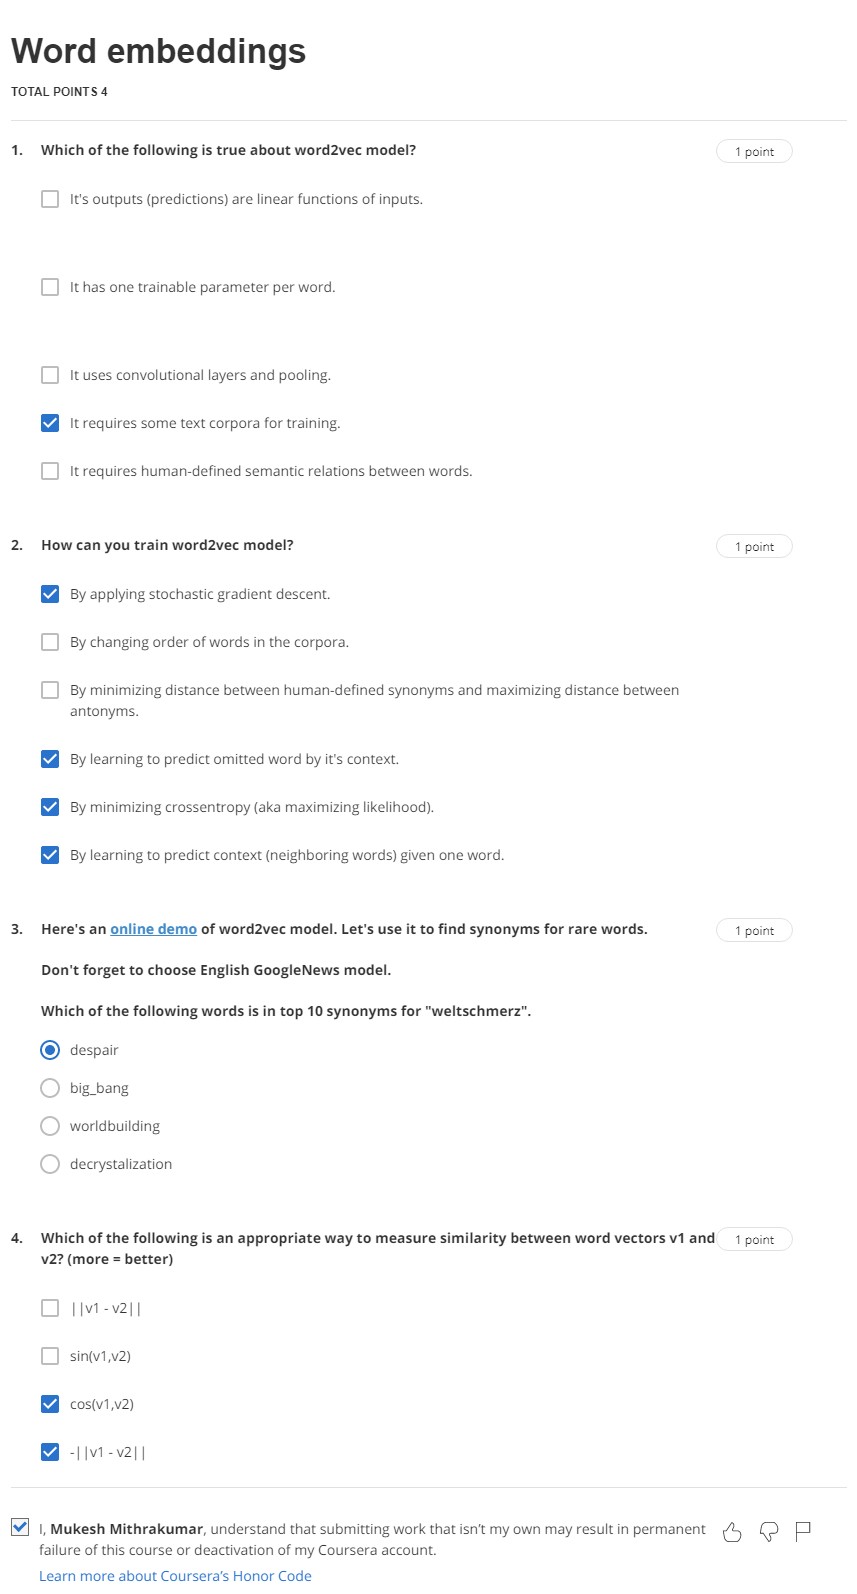 Word embeddings
TOTAL POINTS 4
1. Which of the following is true about word2vec model?
1 point
It's outputs (predictions) are linear functions of inputs.
It has one trainable parameter per word.
It uses convolutional layers and pooling.
It requires some text corpora for training.
It requires human-defined semantic relations between words.
2. How can you train word2vec model?
1 point
By applying stochastic gradient descent.
By changing order of words in the corpora.
By minimizing distance between human-defined synonyms and maximizing distance between
antonyms.
By learning to predict omitted word by it's context.
By minimizing crossentropy (aka maximizing likelihood).
By learning to predict context (neighboring words) given one word.
3. Here's an online demo of word2vec model. Let's use it to find synonyms for rare words.
1 point
Don't forget to choose English GoogleNews model.
Which of the following words is in top 10 synonyms for "weltschmerz".
despair
big_bang
worldbuilding
decrystalization
4. Which of the following is an appropriate way to measure similarity between word vectors v1 and
1 point
v2? (more = better)
||v1 - v2||
sin(v1,v2)
cos(v1,v2)
-||v1 - v2||
I, Mukesh Mithrakumar, understand that submitting work that isn't my own may result in permanent
failure of this course or deactivation of my Coursera account.
Learn more about Coursera's Honor Code